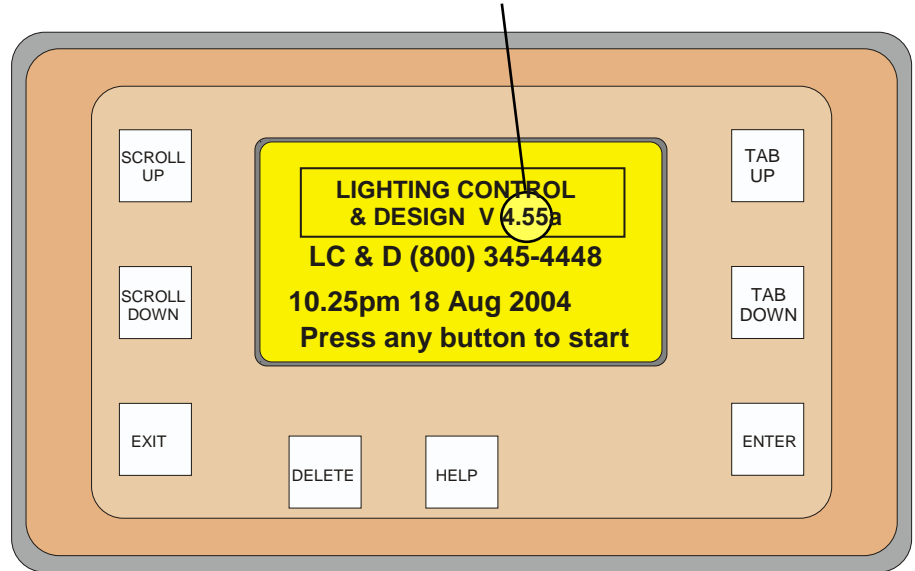 SCROLL
UP
TAB
UP
LIGHTING CONTROL
& DESIGN V 4.55a
LC & D (800) 345-4448
SCROLL
DOWN
TAB
DOWN
10.25pm 18 Aug 2004
Press any button to start
EXIT
ENTER
DELETE
HELP